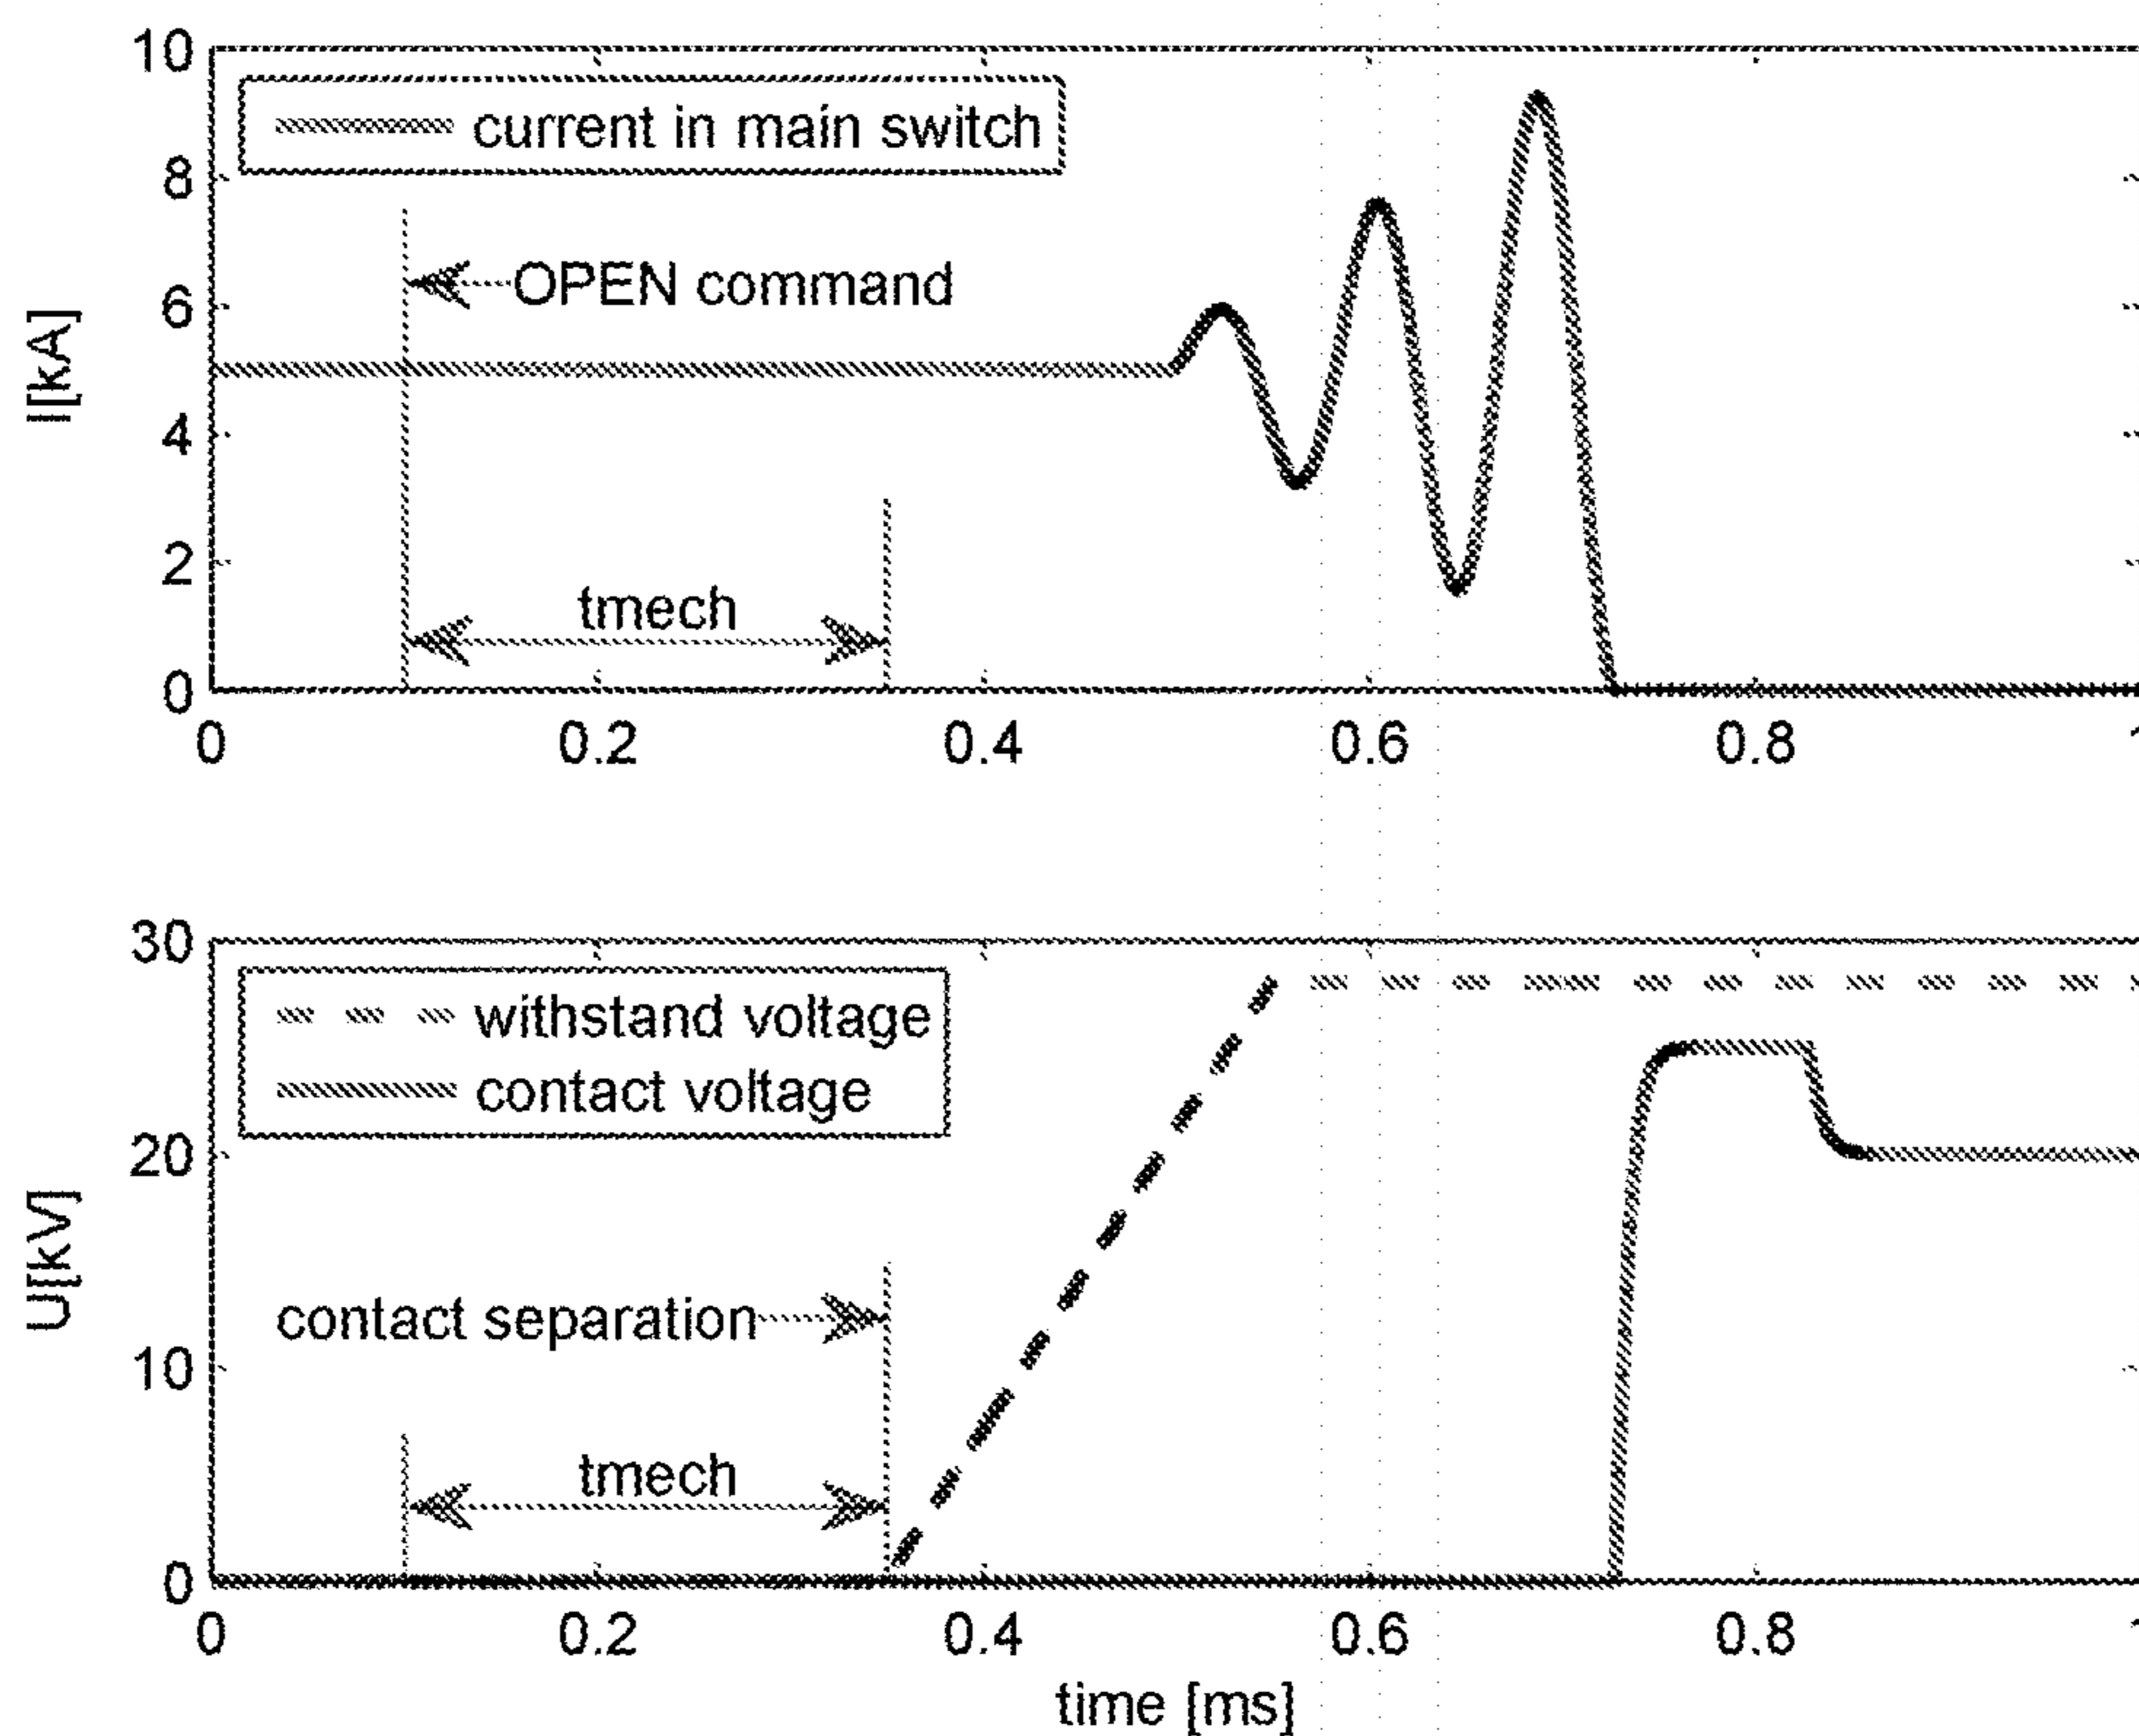 10
current in main switch
8
OPEN command
6
I[kA]
4
2
tmech
0
0 0.2 0.4 0.6 0.8
30
withstand voltage
contact voltage
20
U[kV]
contact separation
10
tmech
0
0 0.2 0.4 0.6 0.8
time [ms]